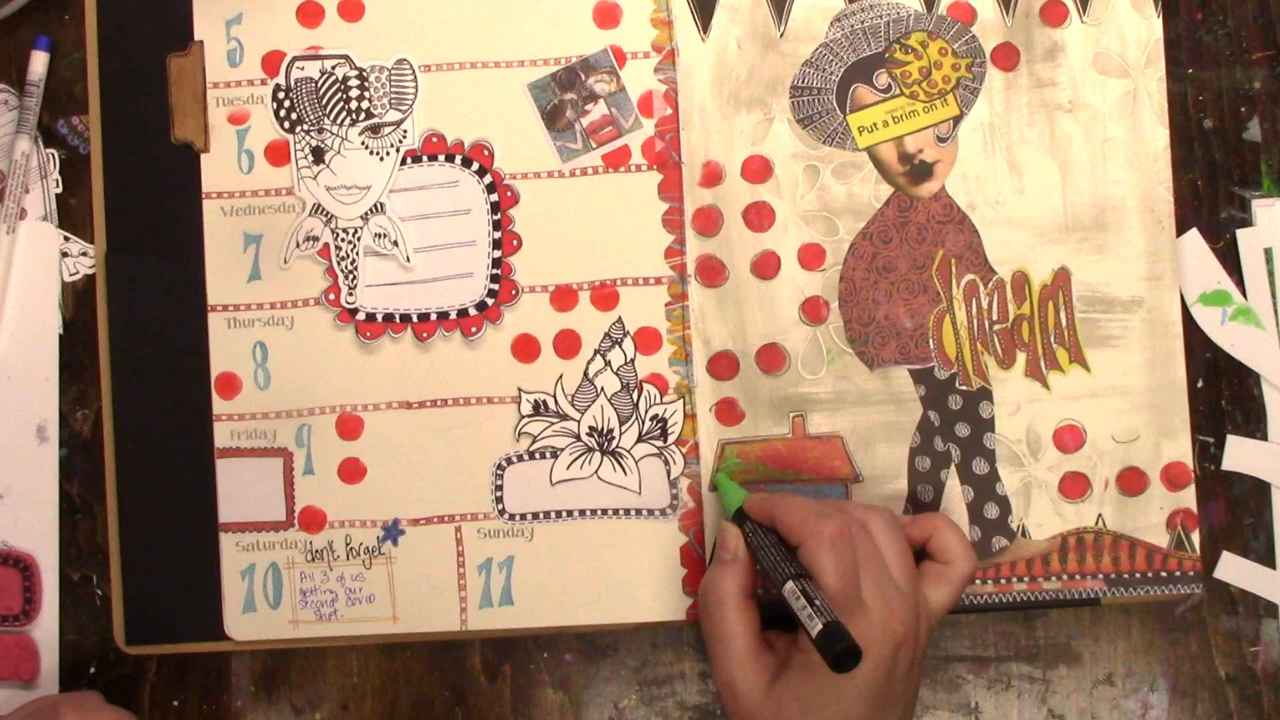 5
Tuesday
6
Wednesday
7
Thursday
8
Friday
9
Saturday
10
don't forget
All 3 of us
getting our
second covid
shot.
Sunday
11
Put a brim on it
dream